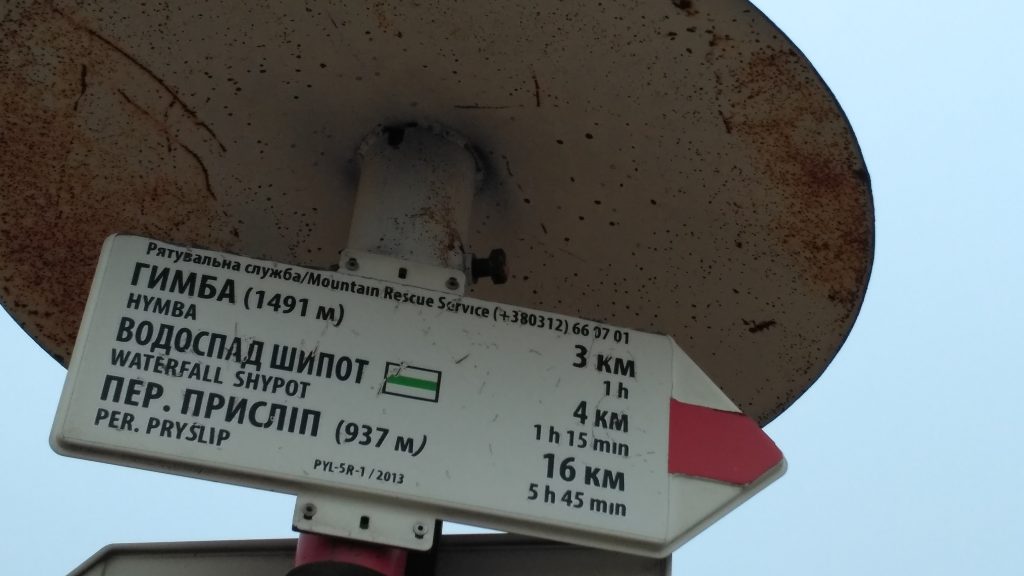 Рятувальна служба/Mountain Rescue Service (+380312) 66 07 01
ГИМБА (1491 м) 3 км
HYMBA 1 h
ВОДОСПАД ШИПОТ 4 км
WATERFALL SHYPOT 1 h 15 min
ПЕР. ПРИСЛІП (937 м) 16 км
PER. PRYSLIP 5 h 45 min
PYL-5R-1 / 2013